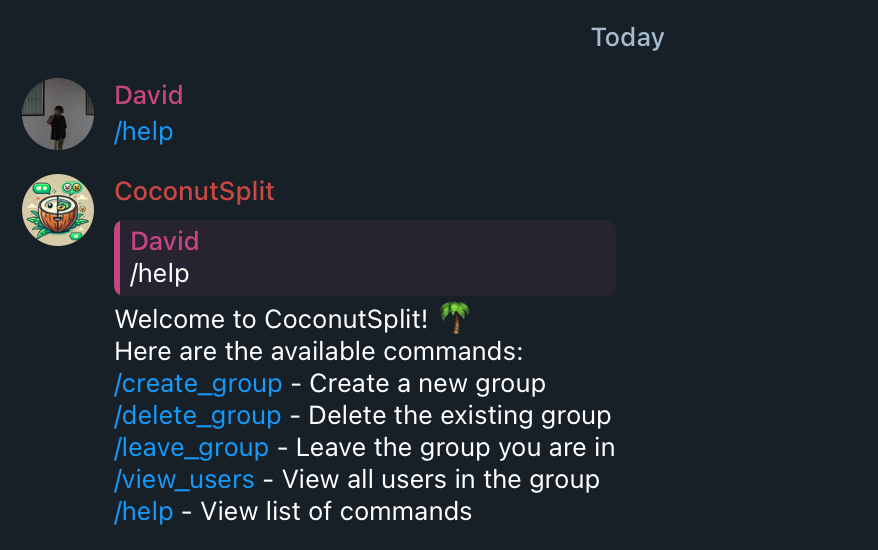 Today
David
/help
CoconutSplit
David
/help
Welcome to CoconutSplit! 🌴
Here are the available commands:
/create_group - Create a new group
/delete_group - Delete the existing group
/leave_group - Leave the group you are in
/view_users - View all users in the group
/help - View list of commands